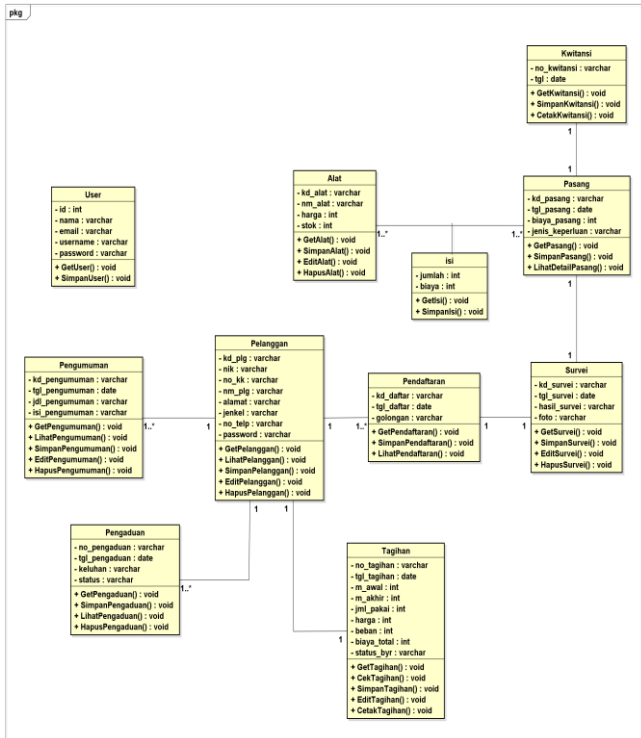 pkg
Kwitansi
- no_kwitansi : varchar
- tgl : date
+ GetKwitansi() : void
+ SimpanKwitansi() : void
+ CetakKwitansi() : void
1
1
Alat
- kd_alat : varchar
- nm_alat : varchar
- harga : int
- stok : int
+ GetAlat() : void
+ SimpanAlat() : void
+ EditAlat() : void
+ HapusAlat() : void
1..*
1..*
Pasang
- kd_pasang : varchar
- tgl_pasang : date
- biaya_pasang : int
- jenis_keperluan : varchar
+ GetPasang() : void
+ SimpanPasang() : void
+ LihatDetailPasang() : void
1
1
User
- id : int
- nama : varchar
- email : varchar
- username : varchar
- password : varchar
+ GetUser() : void
+ SimpanUser() : void
isi
- jumlah : int
- biaya : int
+ GetIsi() : void
+ SimpanIsi() : void
Pengumuman
- kd_pengumuman : varchar
- tgl_pengumuman : date
- jdl_pengumuman : varchar
- isi_pengumuman : varchar
+ GetPengumuman() : void
+ LihatPengumuman() : void
+ SimpanPengumuman() : void
+ EditPengumuman() : void
+ HapusPengumuman() : void
1..*
1
Pelanggan
- kd_plg : varchar
- nik : varchar
- no_kk : varchar
- nm_plg : varchar
- alamat : varchar
- jenkel : varchar
- no_telp : varchar
- password : varchar
+ GetPelanggan() : void
+ LihatPelanggan() : void
+ SimpanPelanggan() : void
+ EditPelanggan() : void
+ HapusPelanggan() : void
1
1..*
Pendaftaran
- kd_daftar : varchar
- tgl_daftar : date
- golongan : varchar
+ GetPendaftaran() : void
+ SimpanPendaftaran() : void
+ LihatPendaftaran() : void
1
1
Survei
- kd_survei : varchar
- tgl_survei : date
- hasil_survei : varchar
- foto : varchar
+ GetSurvei() : void
+ SimpanSurvei() : void
+ EditSurvei() : void
+ HapusSurvei() : void
1
1
Pengaduan
- no_pengaduan : varchar
- tgl_pengaduan : date
- keluhan : varchar
- status : varchar
+ GetPengaduan() : void
+ SimpanPengaduan() : void
+ LihatPengaduan() : void
+ HapusPengaduan() : void
1..*
Tagihan
- no_tagihan : varchar
- tgl_tagihan : date
- m_awal : int
- m_akhir : int
- jml_pakai : int
- harga : int
- beban : int
- biaya_total : int
- status_byr : varchar
+ GetTagihan() : void
+ CekTagihan() : void
+ SimpanTagihan() : void
+ EditTagihan() : void
+ CetakTagihan() : void
1